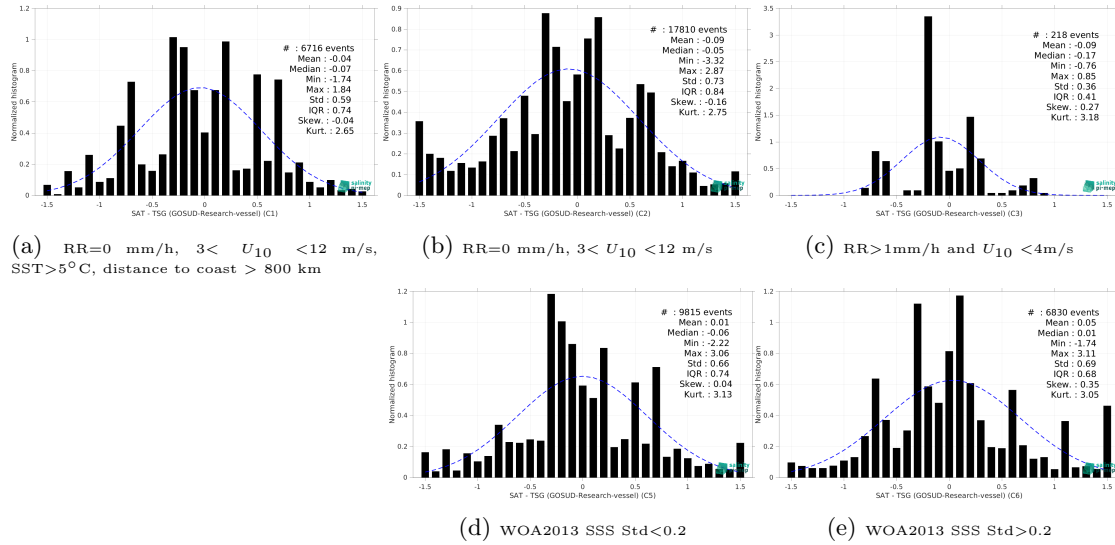 1.2
1
0.8
0.6
0.4
0.2
0
-1.5 -1 -0.5 0 0.5 1 1.5
Normalized histogram
SAT - TSG (GOSUD-Research-vessel) (C1)
# : 6716 events
Mean : -0.04
Median : -0.07
Min : -1.74
Max : 1.84
Std : 0.59
IQR : 0.74
Skew. : -0.04
Kurt. : 2.65
salinity
pi-mep
(a) RR=0 mm/h, 3< U10 <12 m/s,
SST>5°C, distance to coast > 800 km
0.9
0.8
0.7
0.6
0.5
0.4
0.3
0.2
0.1
0
-1.5 -1 -0.5 0 0.5 1 1.5
Normalized histogram
SAT - TSG (GOSUD-Research-vessel) (C2)
# : 17810 events
Mean : -0.09
Median : -0.05
Min : -3.32
Max : 2.87
Std : 0.73
IQR : 0.84
Skew. : -0.16
Kurt. : 2.75
salinity
pi-mep
(b) RR=0 mm/h, 3< U10 <12 m/s
3.5
3
2.5
2
1.5
1
0.5
0
-1.5 -1 -0.5 0 0.5 1 1.5
Normalized histogram
SAT - TSG (GOSUD-Research-vessel) (C3)
# : 218 events
Mean : -0.09
Median : -0.17
Min : -0.76
Max : 0.85
Std : 0.36
IQR : 0.41
Skew. : 0.27
Kurt. : 3.18
salinity
pi-mep
(c) RR>1mm/h and U10 <4m/s
1.2
1
0.8
0.6
0.4
0.2
0
-1.5 -1 -0.5 0 0.5 1 1.5
Normalized histogram
SAT - TSG (GOSUD-Research-vessel) (C5)
# : 9815 events
Mean : 0.01
Median : -0.06
Min : -2.22
Max : 3.06
Std : 0.66
IQR : 0.74
Skew. : 0.04
Kurt. : 3.13
salinity
pi-mep
(d) WOA2013 SSS Std<0.2
1.2
1
0.8
0.6
0.4
0.2
0
-1.5 -1 -0.5 0 0.5 1 1.5
Normalized histogram
SAT - TSG (GOSUD-Research-vessel) (C6)
# : 6830 events
Mean : 0.05
Median : 0.01
Min : -1.74
Max : 3.11
Std : 0.69
IQR : 0.68
Skew. : 0.35
Kurt. : 3.05
salinity
pi-mep
(e) WOA2013 SSS Std>0.2